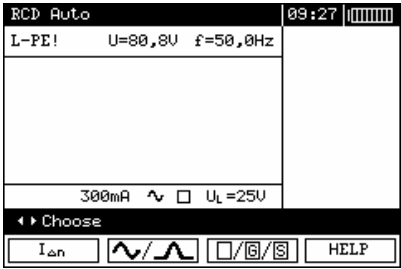 RCD Auto 09:27
L-PE! U=80,8V f=50,0Hz
300mA UL=25V
Choose
IΔn / /G/S HELP